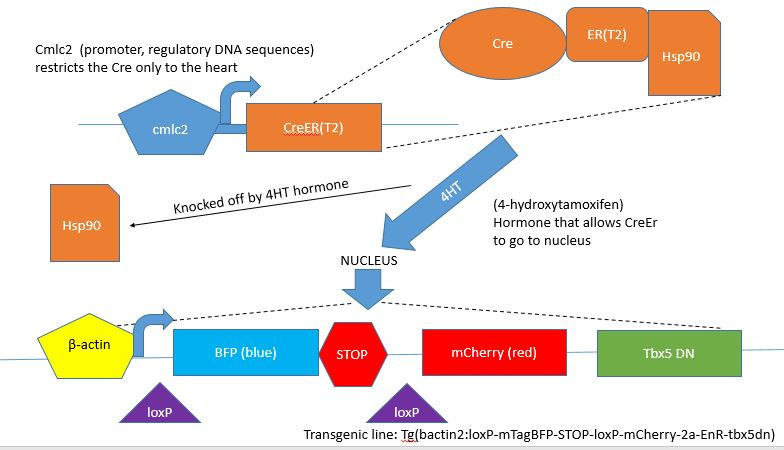 Cre
ER(T2)
Hsp90
Cmlc2 (promoter, regulatory DNA sequences)
restricts the Cre only to the heart
cmlc2
CreER(T2)
4HT
Knocked off by 4HT hormone
Hsp90
(4-hydroxytamoxifen)
Hormone that allows CreEr
to go to nucleus
NUCLEUS
β-actin
BFP (blue)
STOP
mCherry (red)
Tbx5 DN
loxP
loxP
Transgenic line: Tg(bactin2:loxP-mTagBFP-STOP-loxP-mCherry-2a-EnR-tbx5dn)